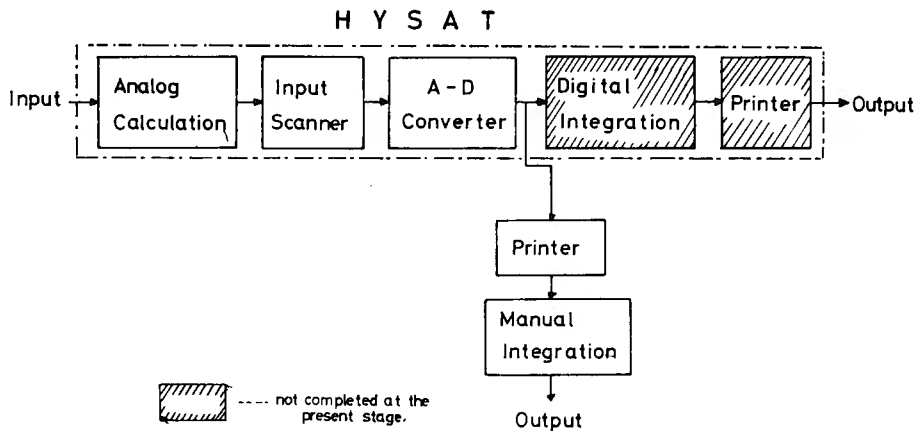 H Y S A T
Input
Analog
Calculation
Input
Scanner
A - D
Converter
Digital
Integration
Printer
Output
Printer
Manual
Integration
Output
---- not completed at the
present stage.